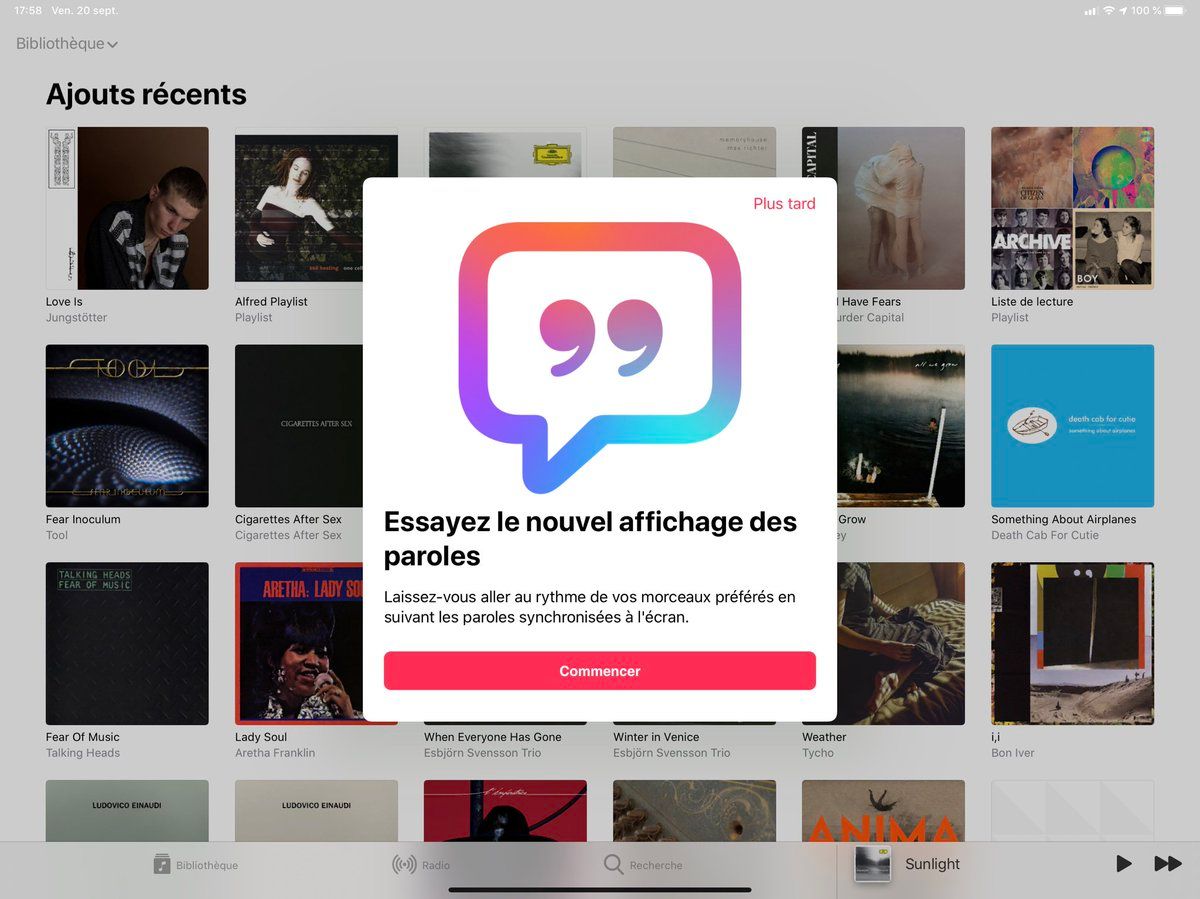 17:58 Ven. 20 sept.
100 %
Bibliothèque
Ajouts récents
memoryhouse
max richter
CAPITAL
CITIZEN
OF GLASS
ARCHIVE
BOY
sad healing
Love Is
Jungstötter
Alfred Playlist
Playlist
I Have Fears
urder Capital
Liste de lecture
Playlist
Plus tard
TOOL
FEAR INOCULUM
CIGARETTES AFTER SEX
all we grow
death cab for cutie
something about airplanes
Fear Inoculum
Tool
Cigarettes After Sex
Cigarettes After Sex
Grow
ey
Something About Airplanes
Death Cab For Cutie
Essayez le nouvel affichage des
paroles
Laissez-vous aller au rythme de vos morceaux préférés en
suivant les paroles synchronisées à l'écran.
Commencer
TALKING HEADS
FEAR OF MUSIC
ARETHA: LADY SOU
Fear Of Music
Talking Heads
Lady Soul
Aretha Franklin
When Everyone Has Gone
Esbjörn Svensson Trio
Winter in Venice
Esbjörn Svensson Trio
Weather
Tycho
i,i
Bon Iver
LUDOVICO EINAUDI
LUDOVICO EINAUDI
l'impératrice
ANIMA
Bibliothèque
Radio
Recherche
Sunlight